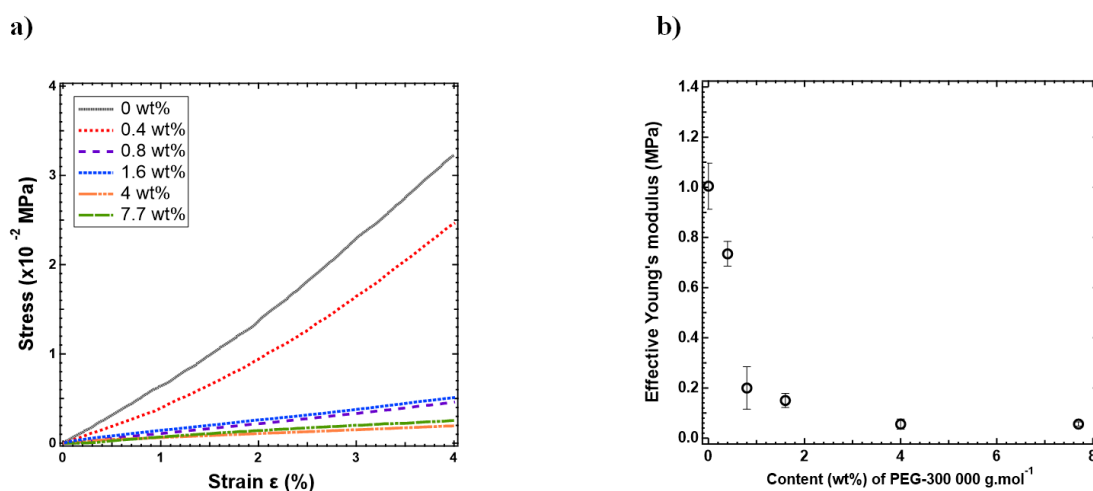 a)
Stress (x10⁻² MPa)
4
3
2
1
0
0 wt%
0.4 wt%
0.8 wt%
1.6 wt%
4 wt%
7.7 wt%
0
1
2
3
4
Strain ε (%)
b)
Effective Young's modulus (MPa)
1.4
1.2
1.0
0.8
0.6
0.4
0.2
0.0
0
2
4
6
8
Content (wt%) of PEG-300 000 g.mol⁻¹